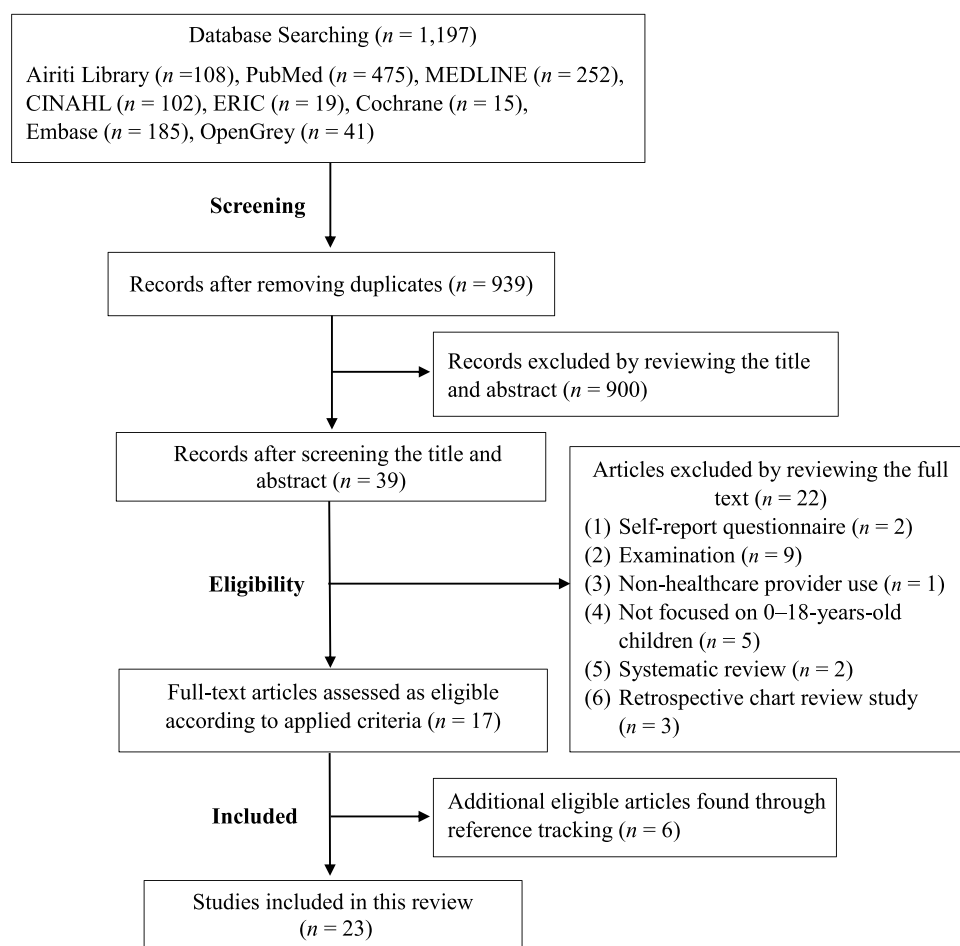 Database Searching (n = 1,197)
Airiti Library (n =108), PubMed (n = 475), MEDLINE (n = 252),
CINAHL (n = 102), ERIC (n = 19), Cochrane (n = 15),
Embase (n = 185), OpenGrey (n = 41)
Screening
Records after removing duplicates (n = 939)
Records excluded by reviewing the title
and abstract (n = 900)
Records after screening the title and
abstract (n = 39)
Articles excluded by reviewing the full
text (n = 22)
(1) Self-report questionnaire (n = 2)
(2) Examination (n = 9)
(3) Non-healthcare provider use (n = 1)
(4) Not focused on 0–18-years-old
children (n = 5)
(5) Systematic review (n = 2)
(6) Retrospective chart review study
(n = 3)
Eligibility
Full-text articles assessed as eligible
according to applied criteria (n = 17)
Included
Additional eligible articles found through
reference tracking (n = 6)
Studies included in this review
(n = 23)